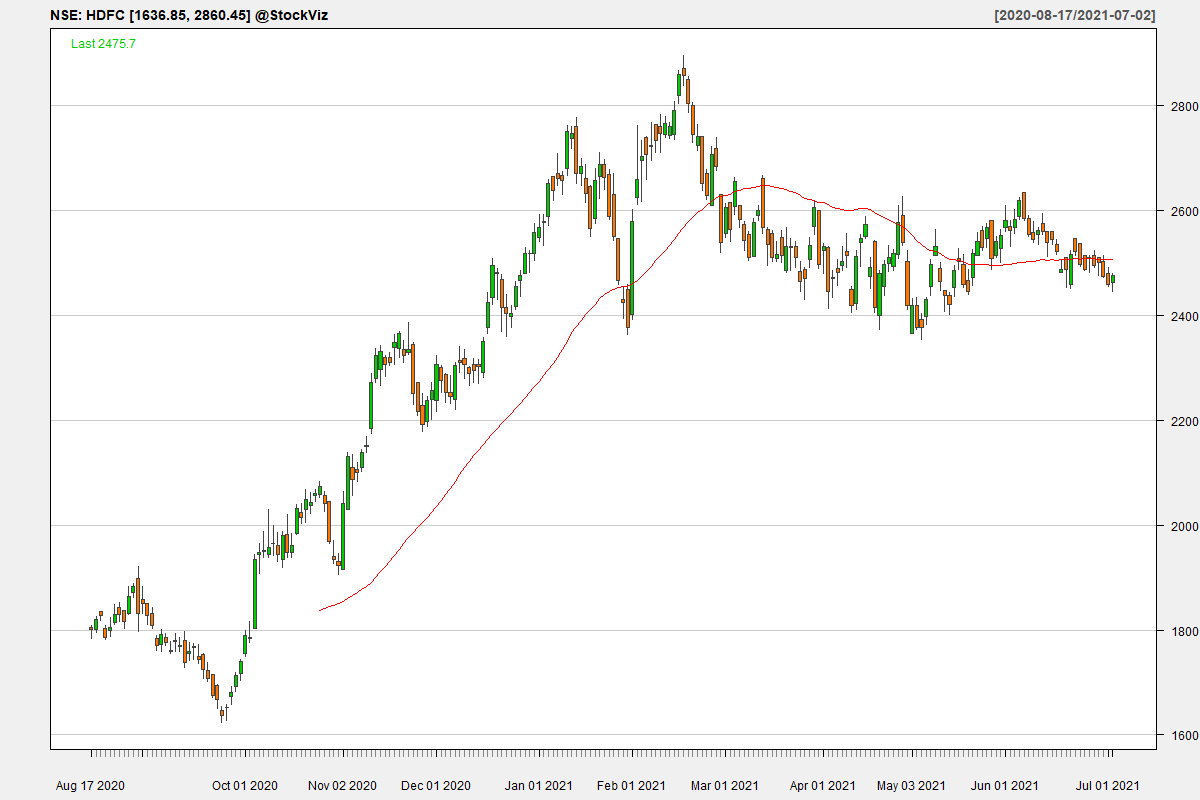 NSE: HDFC [1636.85, 2860.45] @StockViz
[2020-08-17/2021-07-02]
Last 2475.7
2800
2600
2400
2200
2000
1800
1600
Aug 17 2020
Oct 01 2020
Nov 02 2020
Dec 01 2020
Jan 01 2021
Feb 01 2021
Mar 01 2021
Apr 01 2021
May 03 2021
Jun 01 2021
Jul 01 2021